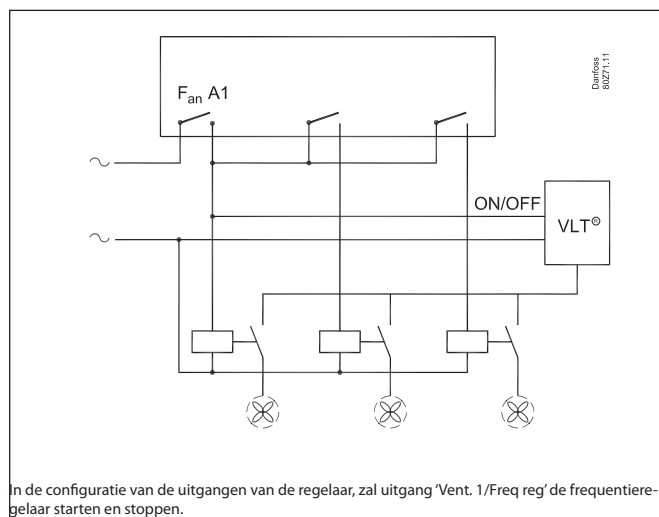 Danfoss
80Z71.11
Fan A1
ON/OFF
VLT®
In de configuratie van de uitgangen van de regelaar, zal uitgang ‘Vent. 1/Freq reg’ de frequentiere-
gelaar starten en stoppen.